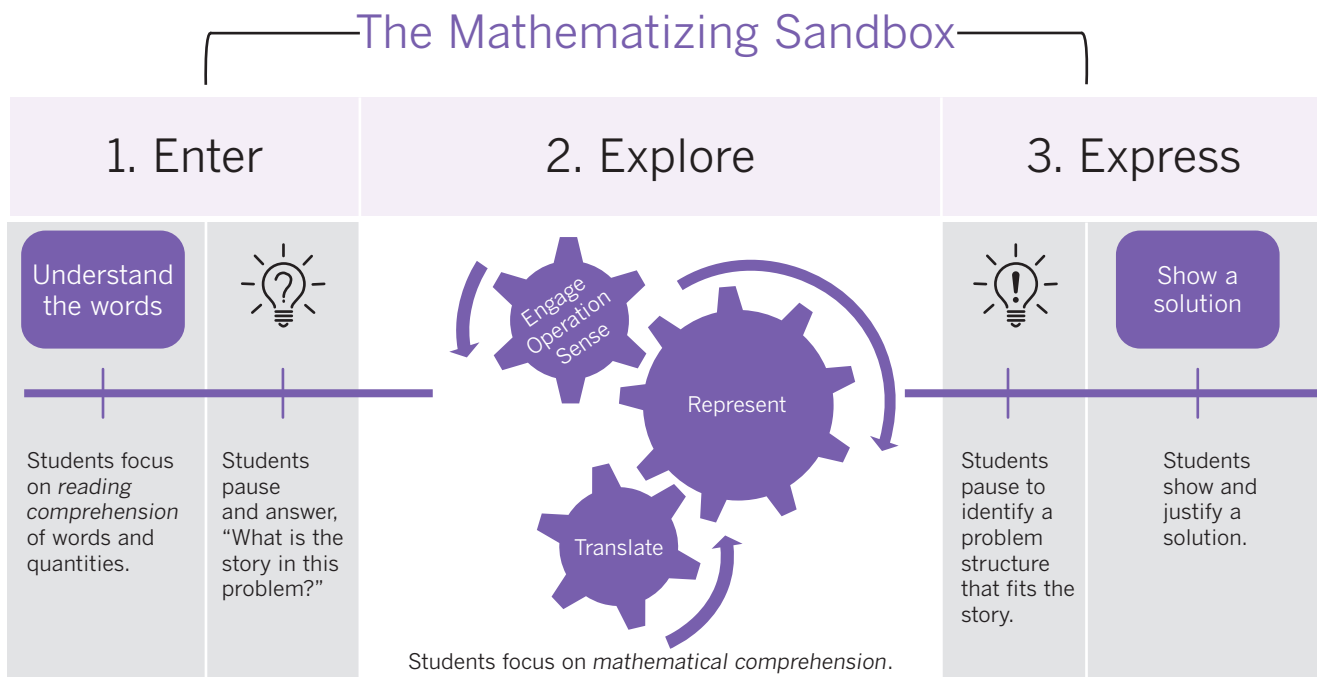 The Mathematizing Sandbox
1. Enter
2. Explore
3. Express
Understand
the words
?
Engage
Operation
Sense
Represent
Translate
!
Show a
solution
Students focus
on reading
comprehension
of words and
quantities.
Students
pause
and answer,
“What is the
story in this
problem?”
Students focus on mathematical comprehension.
Students
pause to
identify a
problem
structure
that fits the
story.
Students
show and
justify a
solution.